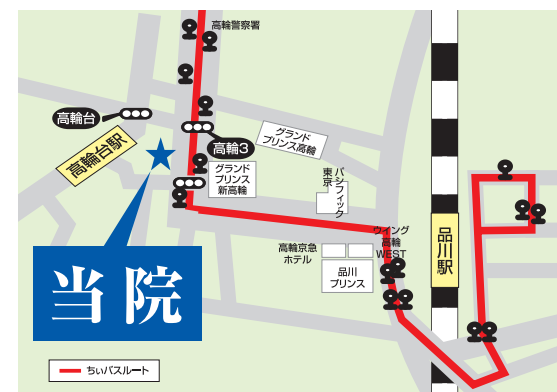 高輪警察署
高輪台
高輪3
高輪台駅
グランド
プリンス高輪
グランド
プリンス
新高輪
パシフィック
東京
ウイング
高輪
WEST
品川駅
高輪京急
ホテル
品川
プリンス
当院
ちぃバスルート